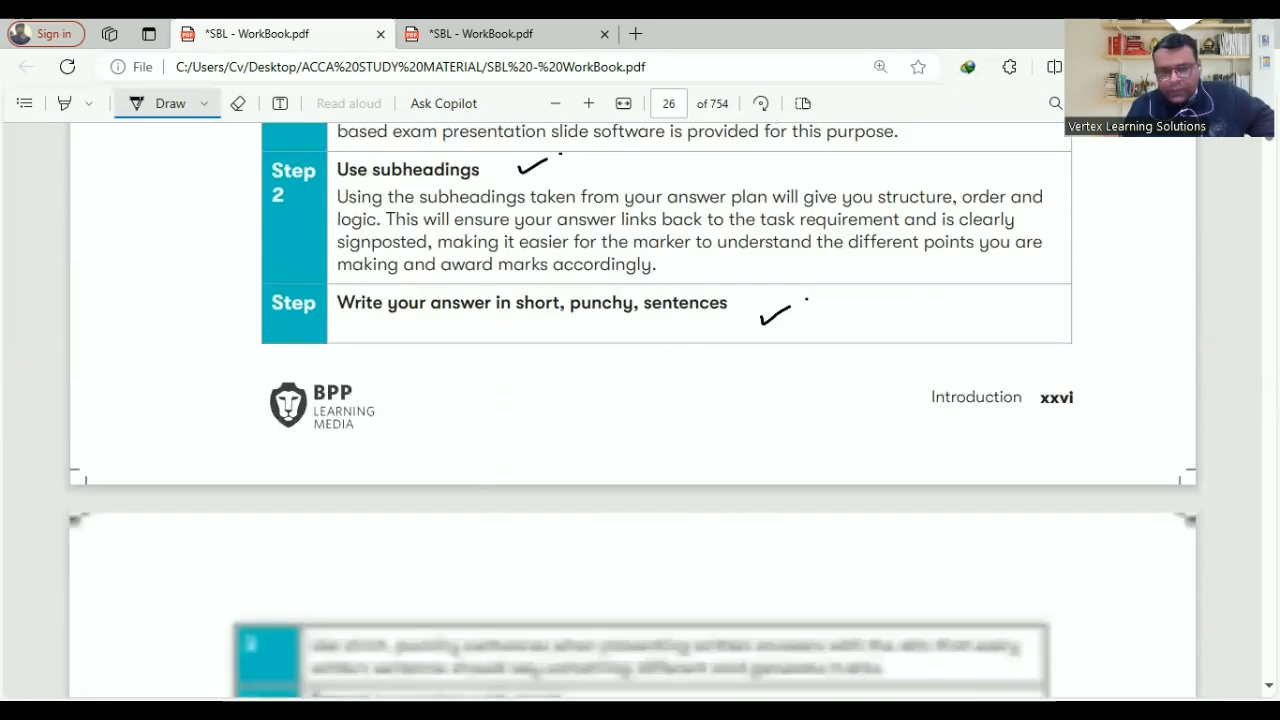 Sign in
*SBL - WorkBook.pdf
*SBL - WorkBook.pdf
File
C:/Users/Cv/Desktop/ACCA%20STUDY%20MATERIAL/SBL%20-%20WorkBook.pdf
Draw
Read aloud
Ask Copilot
26
of 754
Vertex Learning Solutions
based exam presentation slide software is provided for this purpose.
Step 2
Use subheadings
Using the subheadings taken from your answer plan will give you structure, order and
logic. This will ensure your answer links back to the task requirement and is clearly
signposted, making it easier for the marker to understand the different points you are
making and award marks accordingly.
Step
Write your answer in short, punchy, sentences
BPP
LEARNING
MEDIA
Introduction xxvi